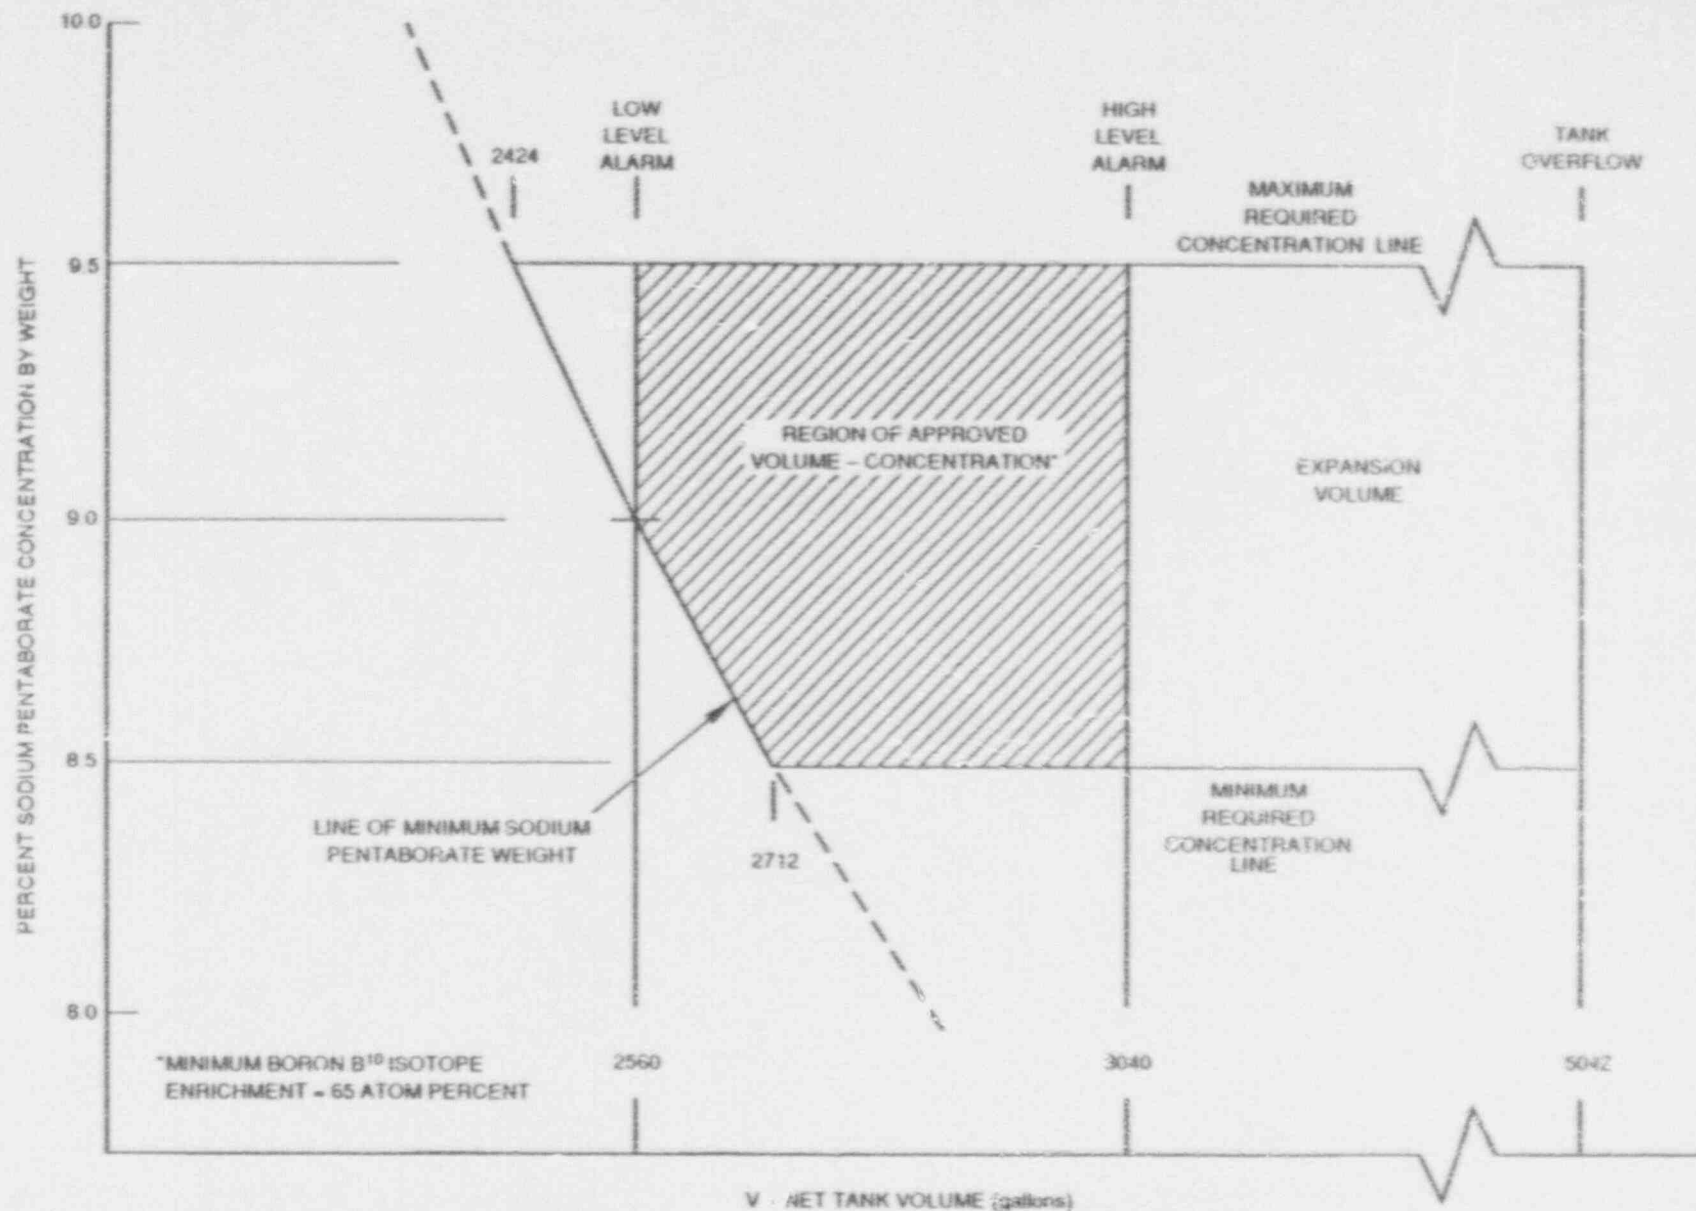 10.0
LOW
LEVEL
ALARM
HIGH
LEVEL
ALARM
TANK
OVERFLOW
2424
MAXIMUM
REQUIRED
CONCENTRATION LINE
9.5
PERCENT SODIUM PENTABORATE CONCENTRATION BY WEIGHT
REGION OF APPROVED
VOLUME – CONCENTRATION*
EXPANSION
VOLUME
9.0
8.5
MINIMUM
REQUIRED
CONCENTRATION
LINE
LINE OF MINIMUM SODIUM
PENTABORATE WEIGHT
2712
8.0
*MINIMUM BORON B¹⁰ ISOTOPE
ENRICHMENT = 65 ATOM PERCENT
2560
3040
5042
V - NET TANK VOLUME (gallons)